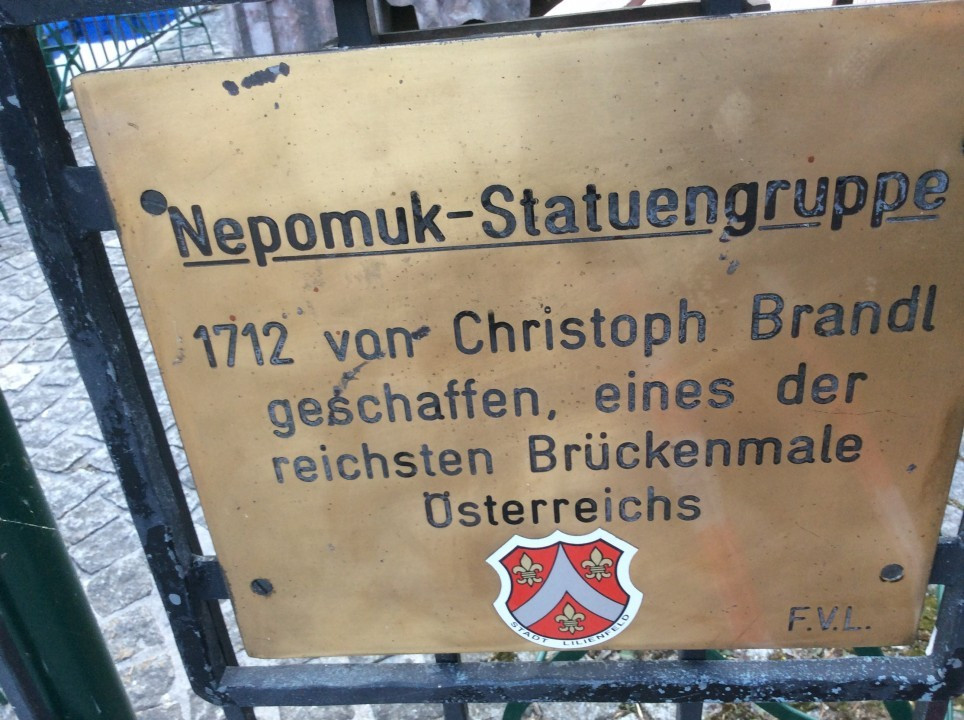 Nepomuk-Statuengruppe
1712 von Christoph Brandl
geschaffen, eines der
reichsten Brückenmale
Österreichs
STADT LILIENFELD
F.V.L.